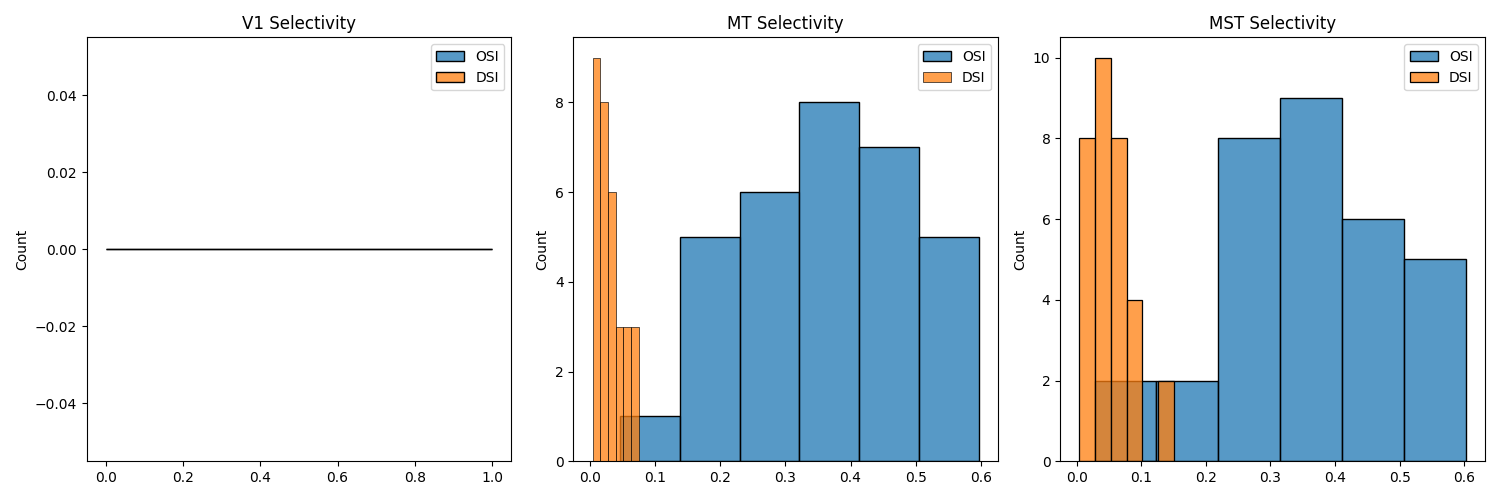 V1 Selectivity
MT Selectivity
MST Selectivity
OSI
DSI
OSI
DSI
OSI
DSI
Count
0.04
0.02
0.00
−0.02
−0.04
0.0 0.2 0.4 0.6 0.8 1.0
Count
8
6
4
2
0
0.0 0.1 0.2 0.3 0.4 0.5 0.6
Count
10
8
6
4
2
0
0.0 0.1 0.2 0.3 0.4 0.5 0.6